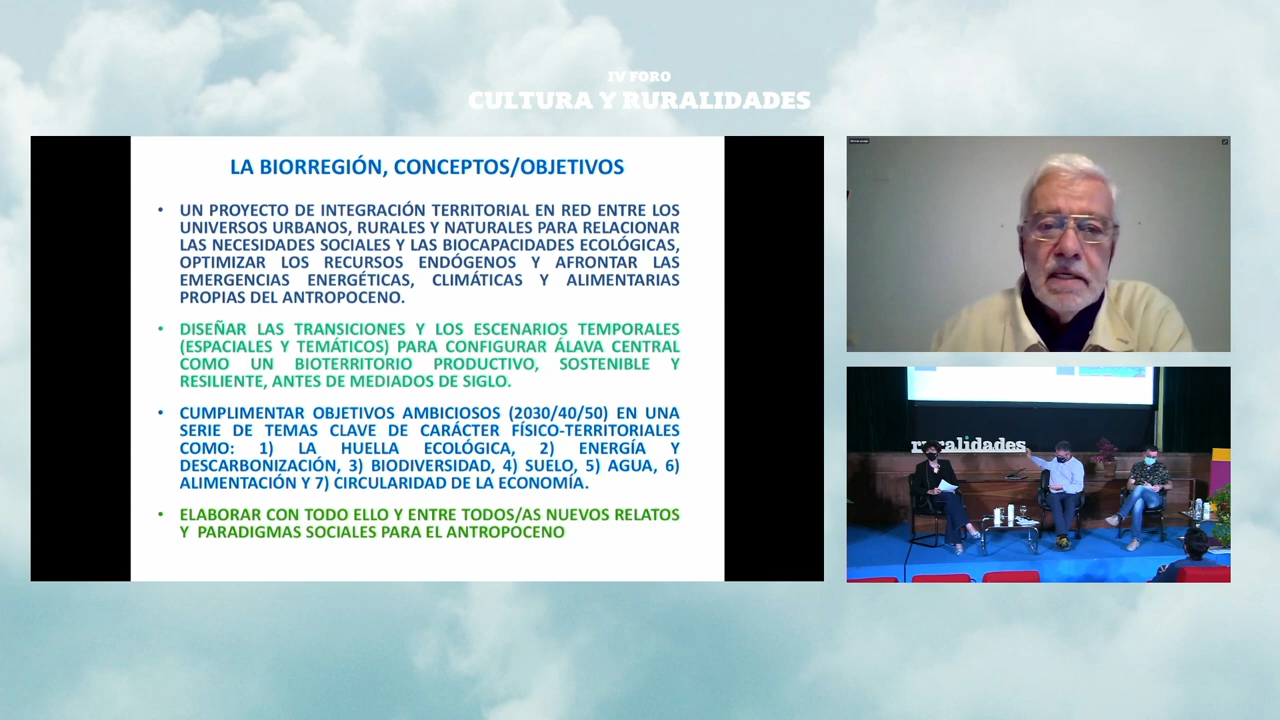 IV FORO
CULTURA Y RURALIDADES
LA BIORREGIÓN, CONCEPTOS/OBJETIVOS
• UN PROYECTO DE INTEGRACIÓN TERRITORIAL EN RED ENTRE LOS
UNIVERSOS URBANOS, RURALES Y NATURALES PARA RELACIONAR
LAS NECESIDADES SOCIALES Y LAS BIOCAPACIDADES ECOLÓGICAS,
OPTIMIZAR LOS RECURSOS ENDÓGENOS Y AFRONTAR LAS
EMERGENCIAS ENERGÉTICAS, CLIMÁTICAS Y ALIMENTARIAS
PROPIAS DEL ANTROPOCENO.
• DISEÑAR LAS TRANSICIONES Y LOS ESCENARIOS TEMPORALES
(ESPACIALES Y TEMÁTICOS) PARA CONFIGURAR ÁLAVA CENTRAL
COMO UN BIOTERRITORIO PRODUCTIVO, SOSTENIBLE Y
RESILIENTE, ANTES DE MEDIADOS DE SIGLO.
• CUMPLIMENTAR OBJETIVOS AMBICIOSOS (2030/40/50) EN UNA
SERIE DE TEMAS CLAVE DE CARÁCTER FÍSICO-TERRITORIALES
COMO: 1) LA HUELLA ECOLÓGICA, 2) ENERGÍA Y
DESCARBONIZACIÓN, 3) BIODIVERSIDAD, 4) SUELO, 5) AGUA, 6)
ALIMENTACIÓN Y 7) CIRCULARIDAD DE LA ECONOMÍA.
• ELABORAR CON TODO ELLO Y ENTRE TODOS/AS NUEVOS RELATOS
Y PARADIGMAS SOCIALES PARA EL ANTROPOCENO
ruralidades